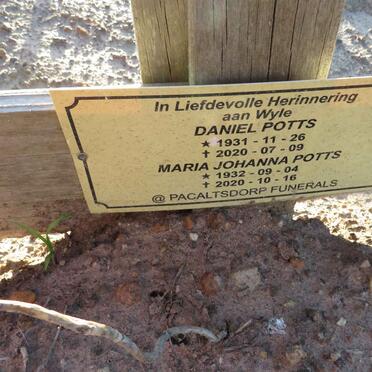 In Liefdevolle Herinnering
aan Wyle
DANIEL POTTS
★ 1931 - 11 - 26
✝ 2020 - 07 - 09
MARIA JOHANNA POTTS
★ 1932 - 09 - 04
✝ 2020 - 10 - 16
@ PACALTSDORP FUNERALS